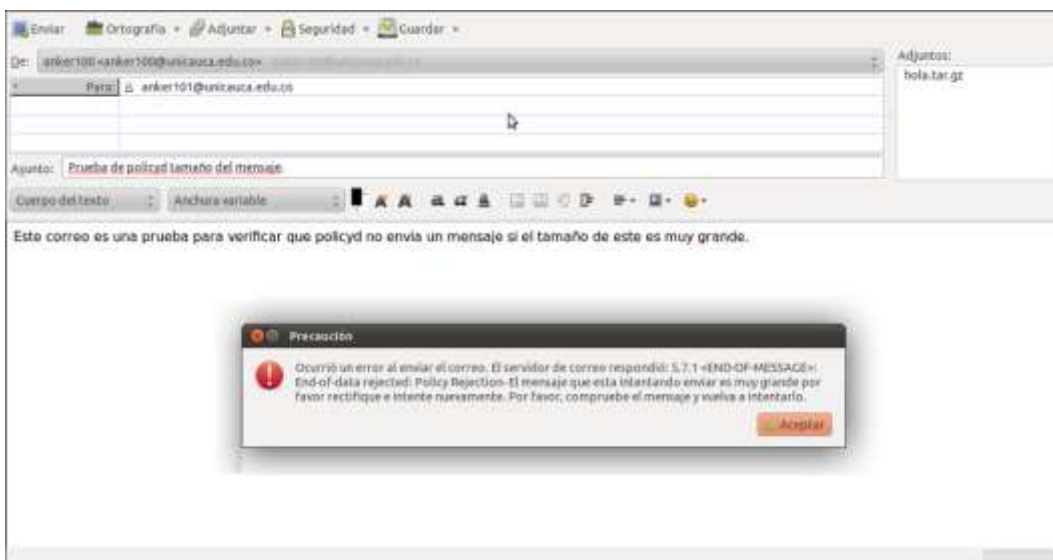 Enviar Ortografía Adjuntar Seguridad Guardar
De: anker100 <anker100@unicauca.edu.co>
Adjuntos:
Para: anker101@unicauca.edu.co
hola.tar.gz
Asunto: Prueba de policyd tamaño del mensaje
Cuerpo del texto Anchura variable
Este correo es una prueba para verificar que policyd no envia un mensaje si el tamaño de este es muy grande.
Precaución
Ocurrió un error al enviar el correo. El servidor de correo respondió: 5.7.1 <END-OF-MESSAGE>:
End-of-data rejected: Policy Rejection-El mensaje que esta intentando enviar es muy grande por
favor rectifique e intente nuevamente. Por favor, compruebe el mensaje y vuelva a intentarlo.
Aceptar